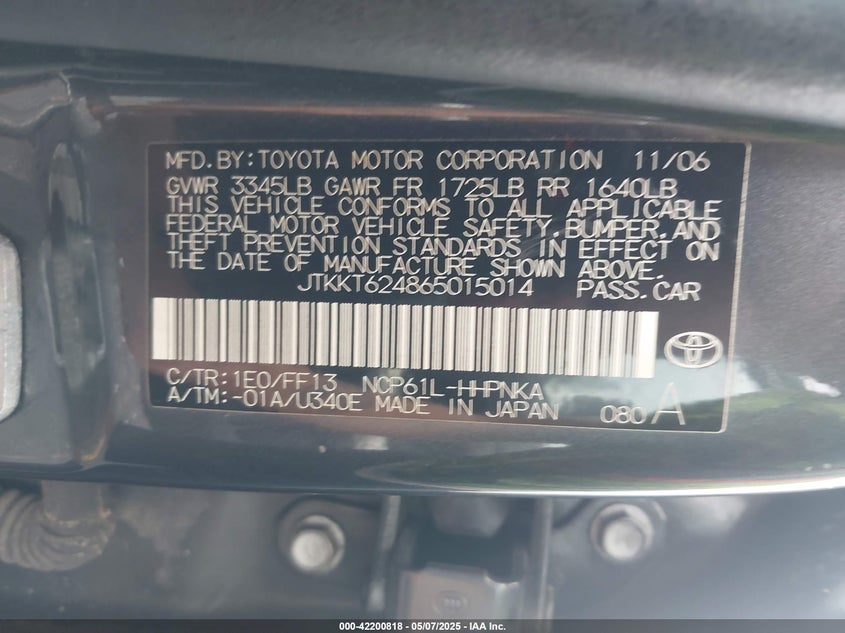 MFD. BY: TOYOTA MOTOR CORPORATION 11/06
GVWR 3345LB GAWR FR 1725LB RR 1640LB
THIS VEHICLE CONFORMS TO ALL APPLICABLE
FEDERAL MOTOR VEHICLE SAFETY, BUMPER, AND
THEFT PREVENTION STANDARDS IN EFFECT ON
THE DATE OF MANUFACTURE SHOWN ABOVE.
JTKKT624865015014 PASS. CAR
C/TR: 1E0/FF13 NCP61L-HHPNKA
A/TM: -01A/U340E MADE IN JAPAN 080 A
000-42200818 | 05/07/2025 | IAA Inc.